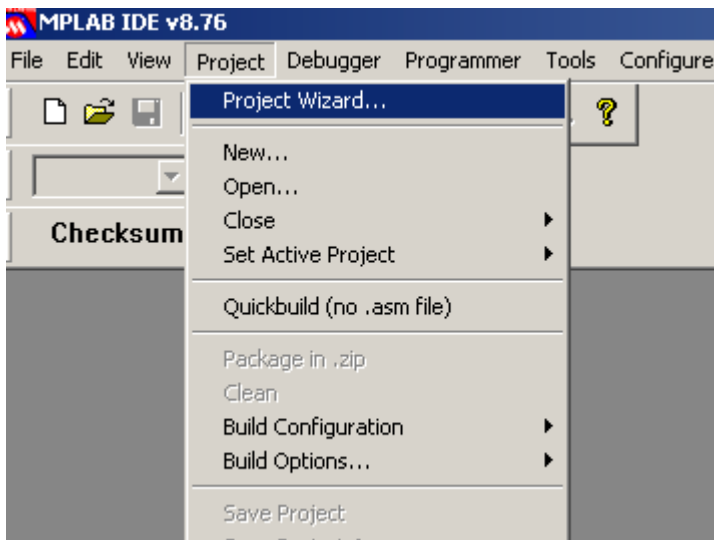 MPLAB IDE v8.76
File Edit View Project Debugger Programmer Tools Configure
Project Wizard...
New...
Open...
Checksum
Close
Set Active Project
Quickbuild (no .asm file)
Package in .zip
Clean
Build Configuration
Build Options...
Save Project